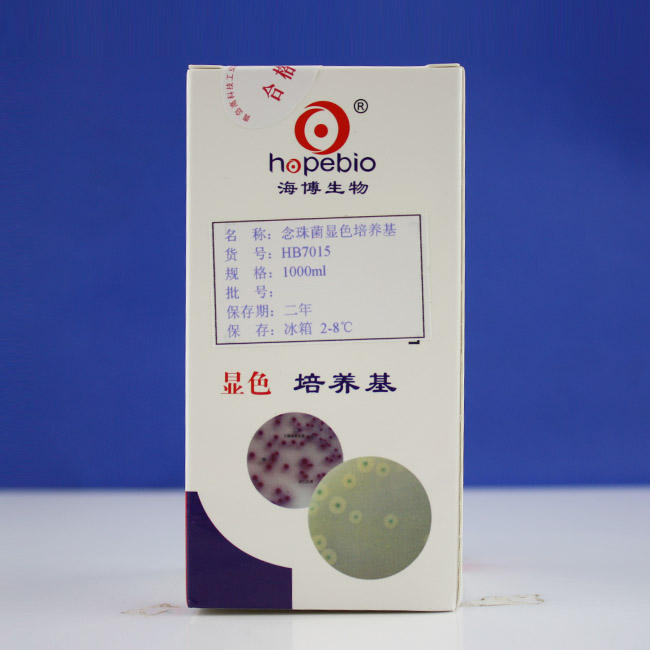 合格
®
hopebio
海博生物
名 称：念珠菌显色培养基
货 号：HB7015
规 格：1000ml
批 号：
保存期：二年
保 存：冰箱 2-8℃
显色 培养基